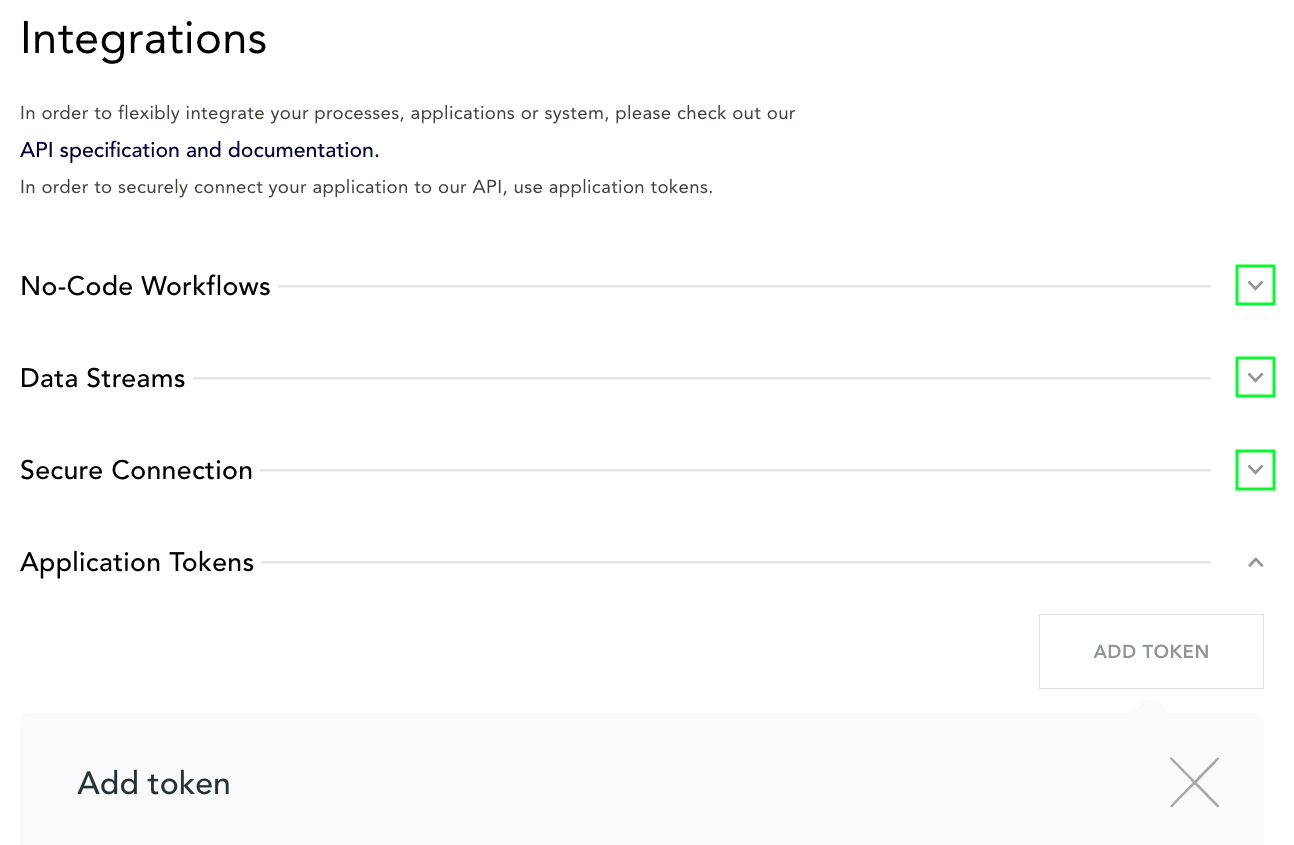 Integrations
In order to flexibly integrate your processes, applications or system, please check out our
API specification and documentation.
In order to securely connect your application to our API, use application tokens.
No-Code Workflows
Data Streams
Secure Connection
Application Tokens
ADD TOKEN
Add token